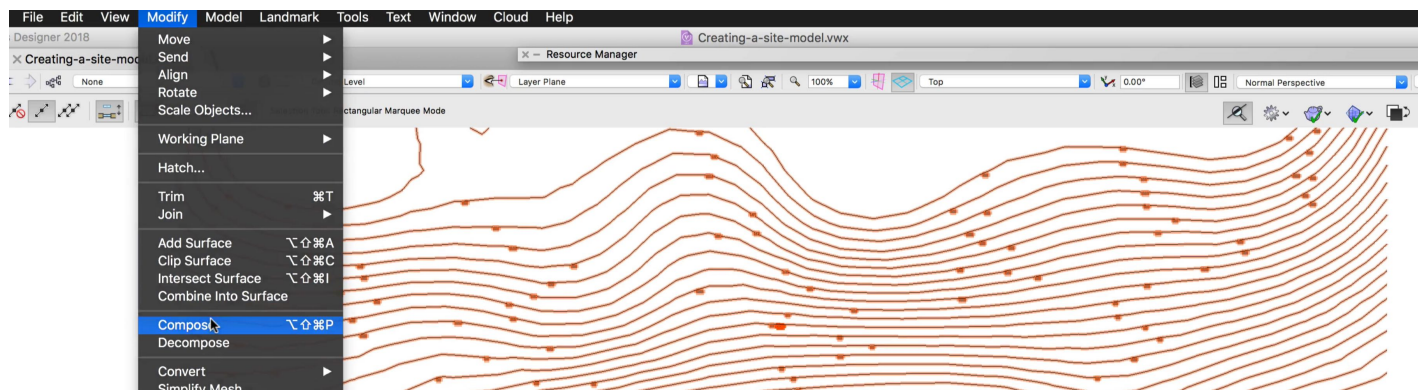 File Edit View Modify Model Landmark Tools Text Window Cloud Help
Designer 2018
Creating-a-site-model.vwx
Creating-a-site-mod
Resource Manager
None
Level
Layer Plane
100%
Top
0.00°
Normal Perspective
Rectangular Marquee Mode
Move
Send
Align
Rotate
Scale Objects...
Working Plane
Hatch...
Trim ⌘T
Join
Add Surface ⌥⇧⌘A
Clip Surface ⌥⇧⌘C
Intersect Surface ⌥⇧⌘I
Combine Into Surface
Compose ⌥⇧⌘P
Decompose
Convert
Simplify Mesh